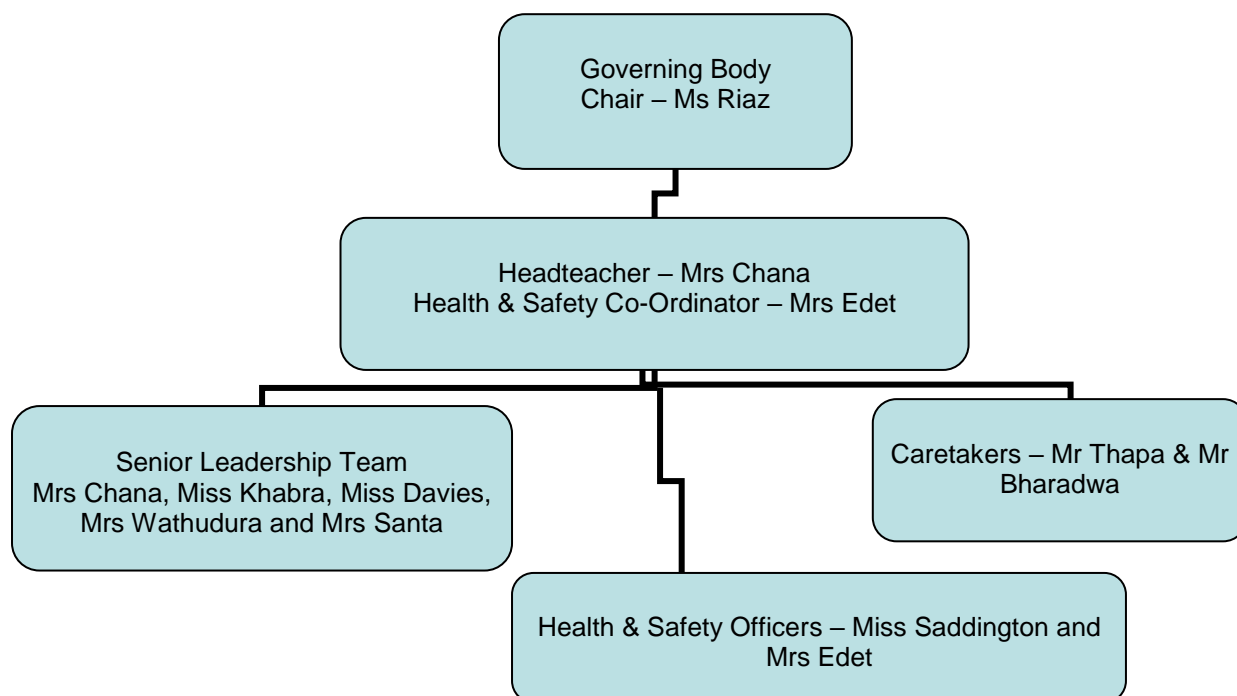 Governing Body
Chair – Ms Riaz
Headteacher – Mrs Chana
Health & Safety Co-Ordinator – Mrs Edet
Senior Leadership Team
Mrs Chana, Miss Khabra, Miss Davies,
Mrs Wathudura and Mrs Santa
Caretakers – Mr Thapa & Mr
Bharadwa
Health & Safety Officers – Miss Saddington and
Mrs Edet